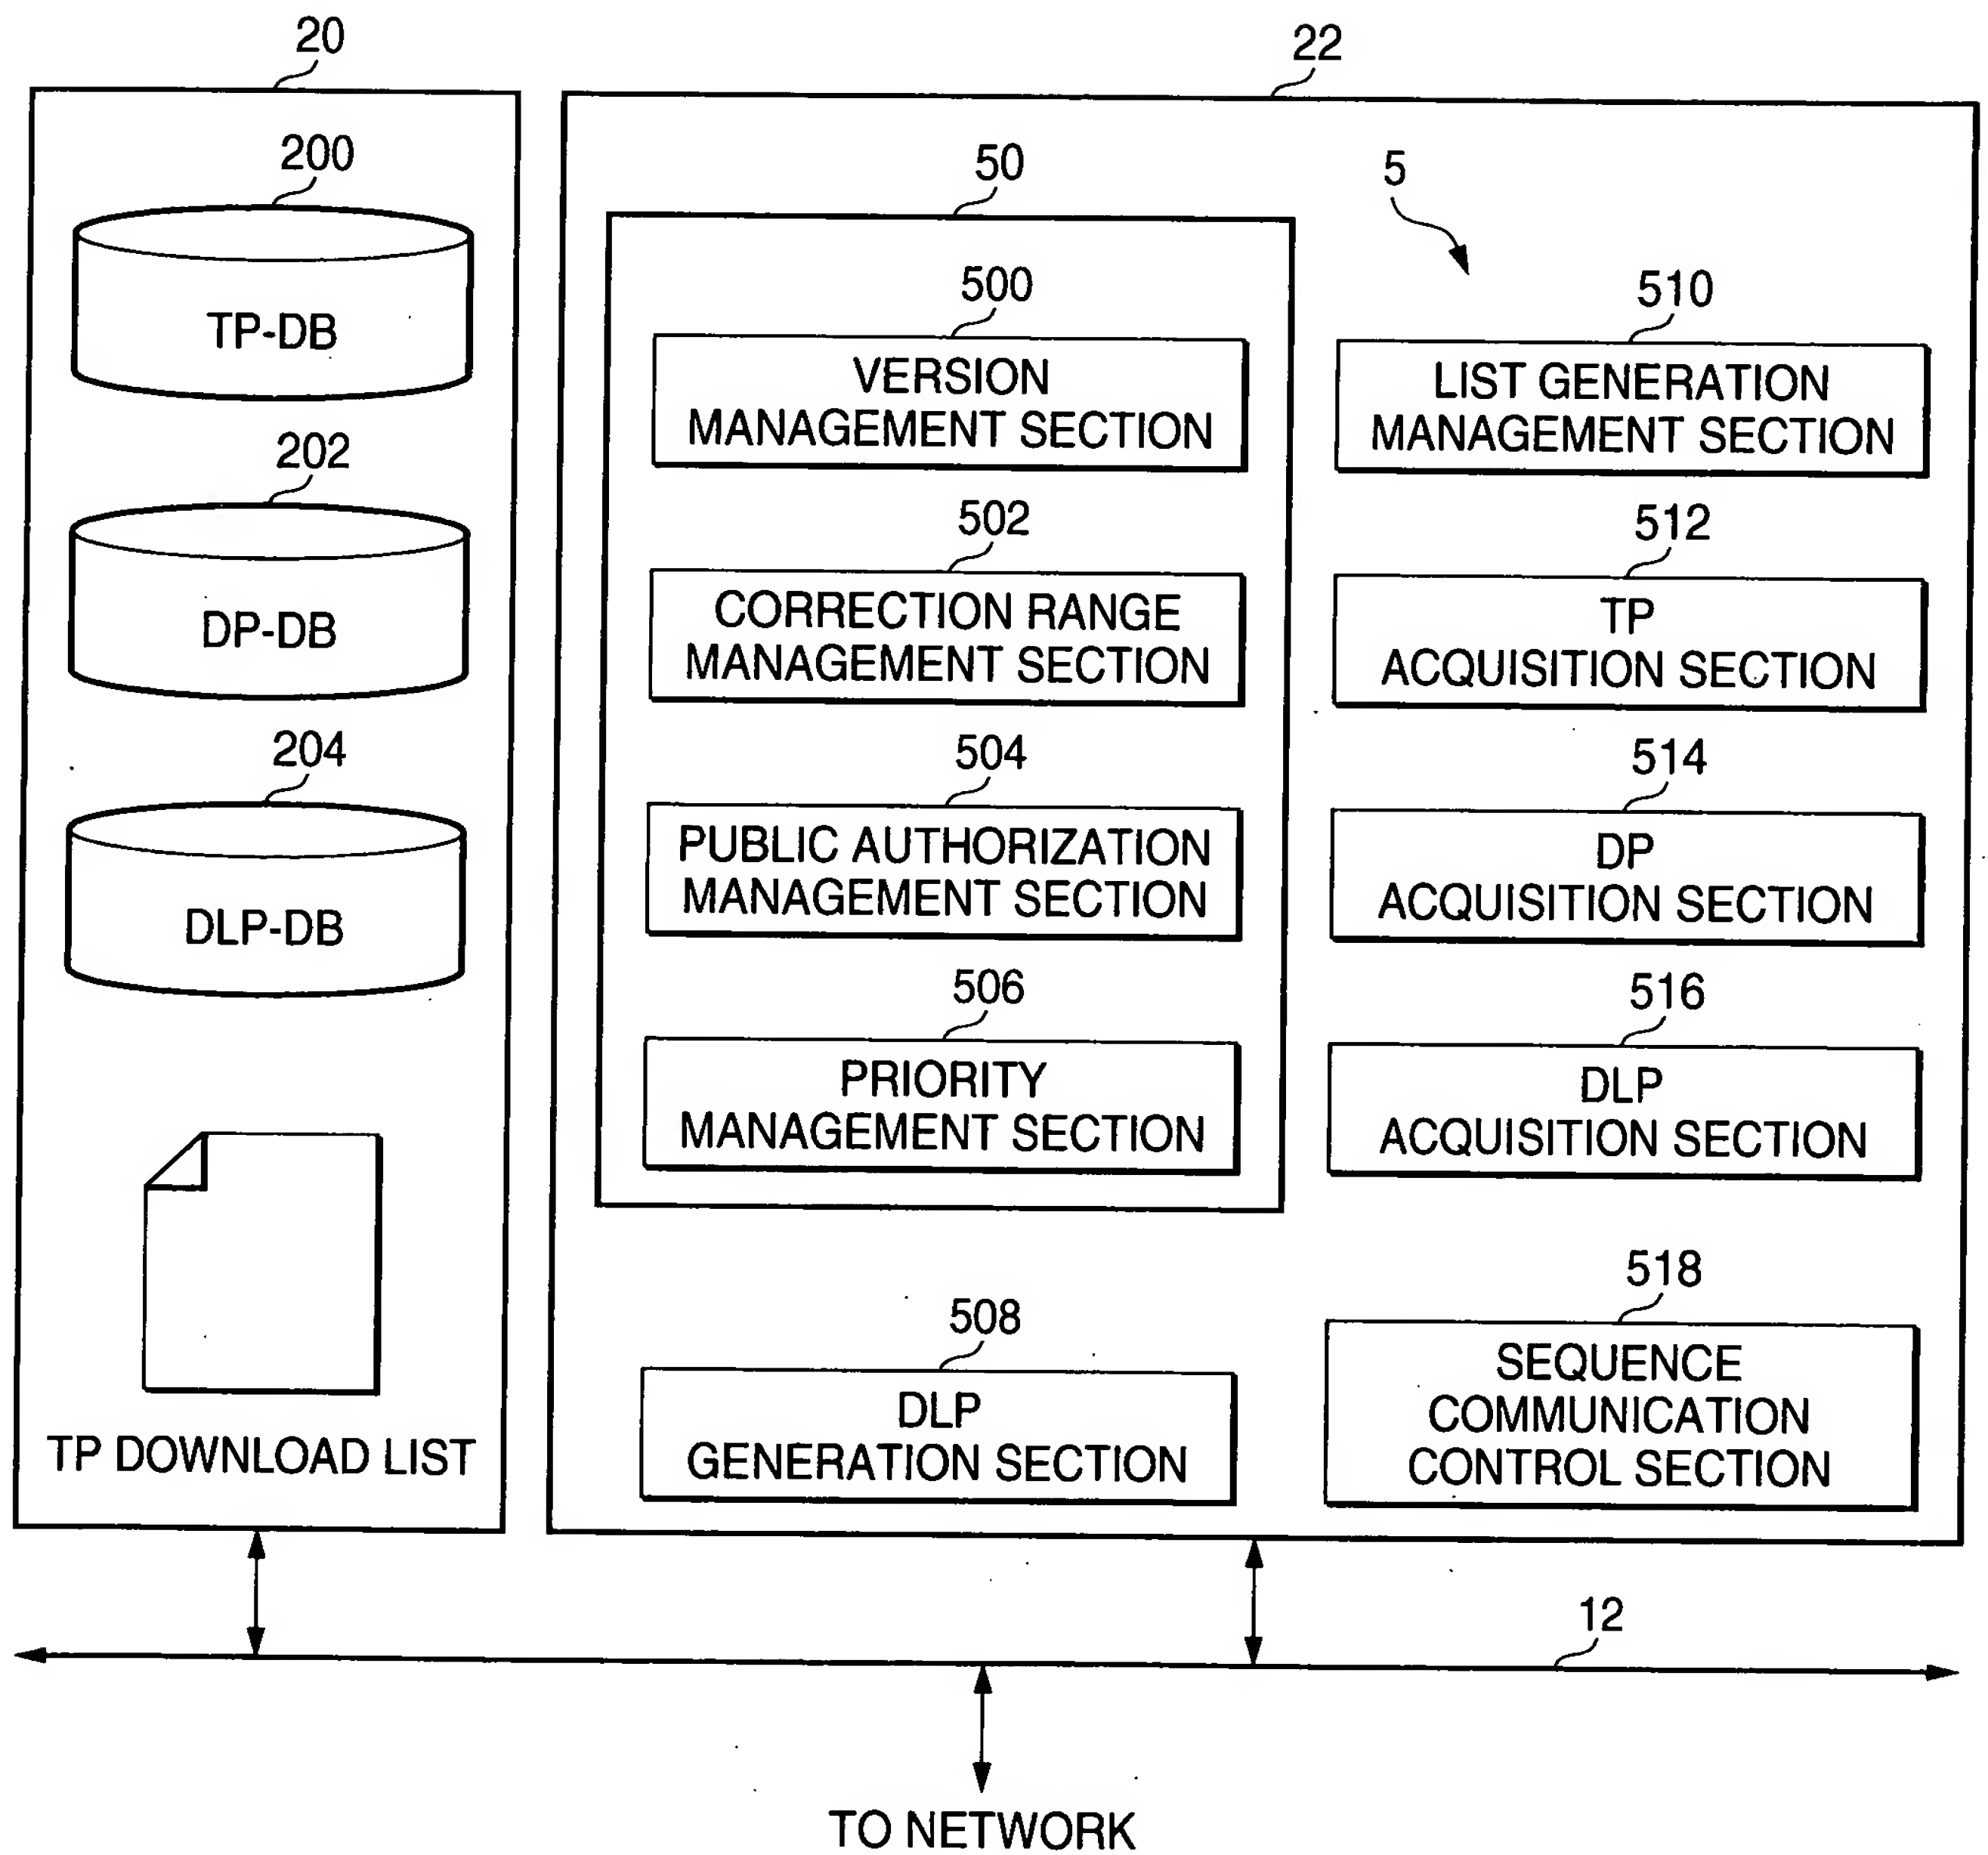 20
200
TP-DB
202
DP-DB
204
DLP-DB
TP DOWNLOAD LIST
22
50
5
500
VERSION
MANAGEMENT SECTION
502
CORRECTION RANGE
MANAGEMENT SECTION
504
PUBLIC AUTHORIZATION
MANAGEMENT SECTION
506
PRIORITY
MANAGEMENT SECTION
508
DLP
GENERATION SECTION
510
LIST GENERATION
MANAGEMENT SECTION
512
TP
ACQUISITION SECTION
514
DP
ACQUISITION SECTION
516
DLP
ACQUISITION SECTION
518
SEQUENCE
COMMUNICATION
CONTROL SECTION
12
TO NETWORK